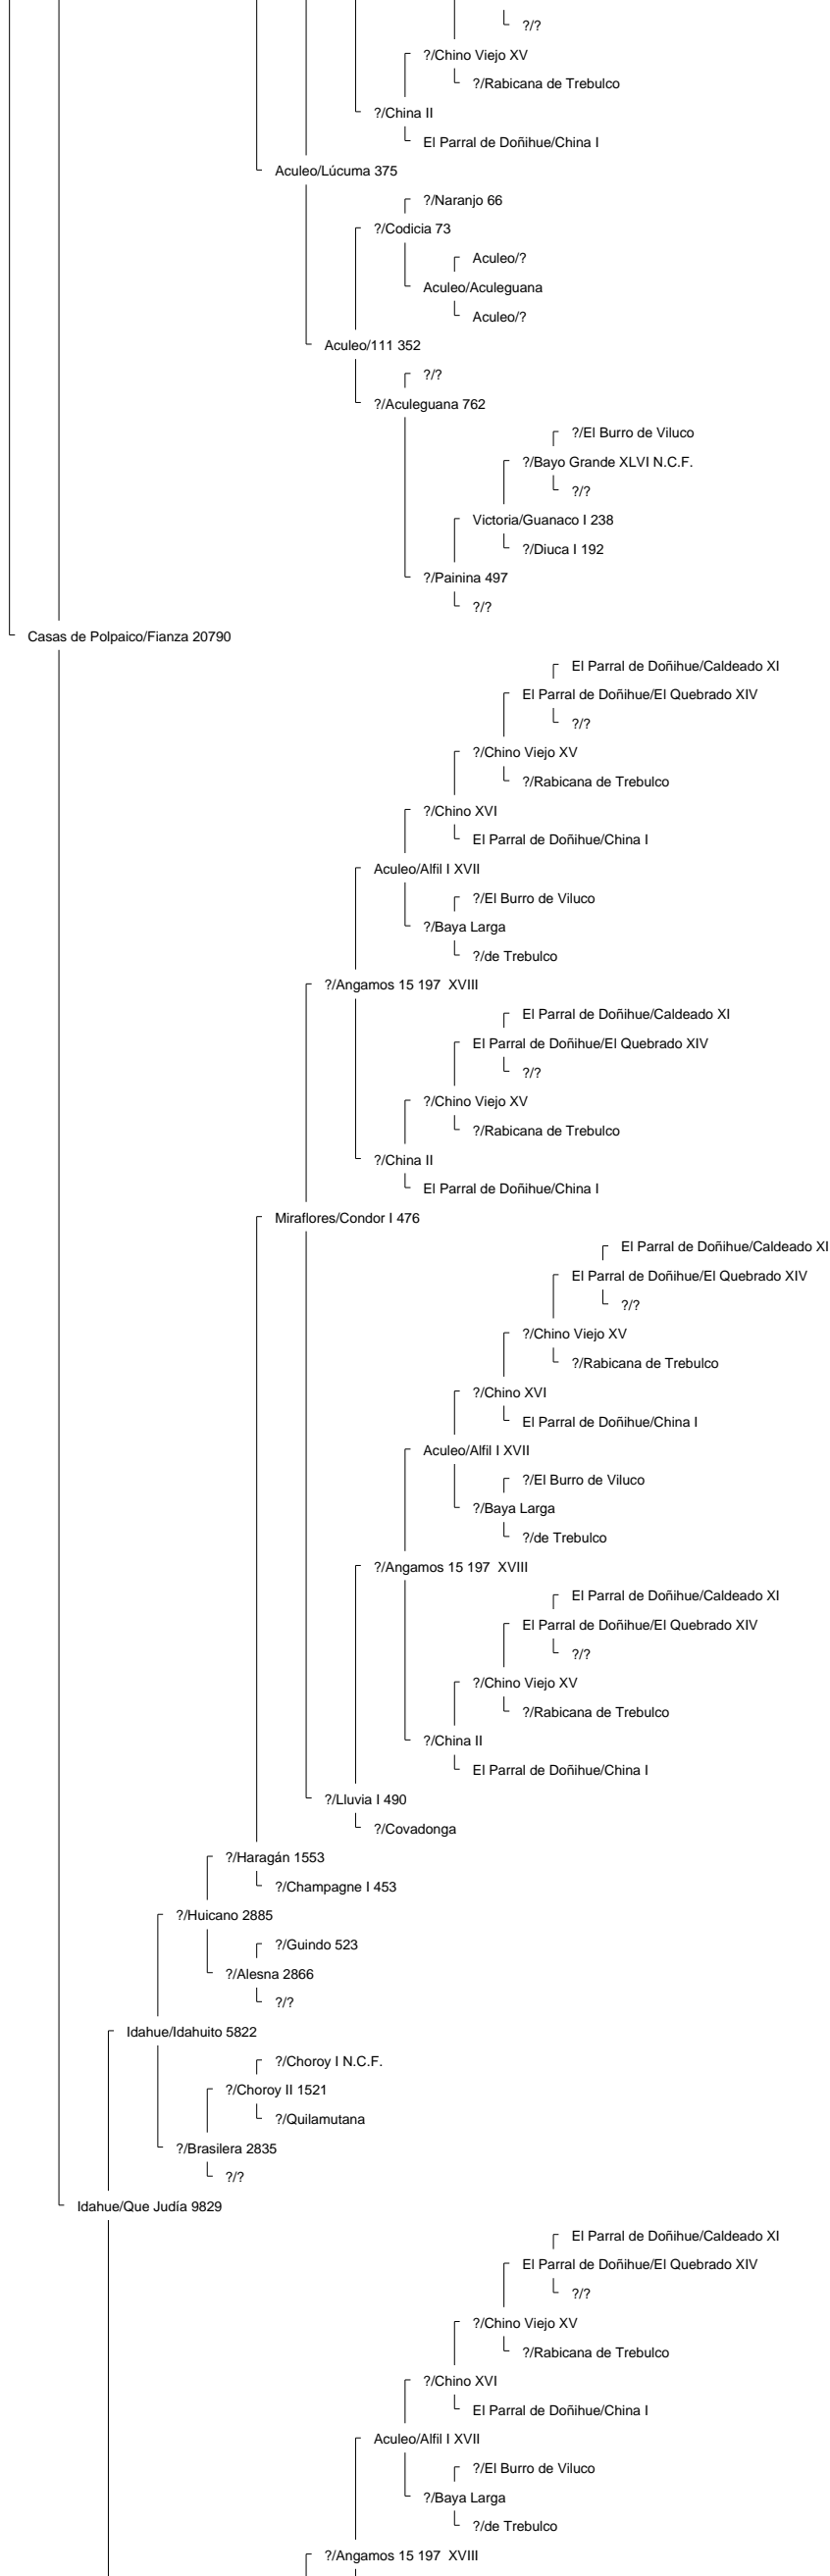 ?/?
?/Chino Viejo XV
?/Rabicana de Trebulco
?/China II
El Parral de Doñihue/China I
Aculeo/Lúcuma 375
?/Naranjo 66
?/Codicia 73
Aculeo/?
Aculeo/Aculeguana
Aculeo/?
Aculeo/111 352
?/?
?/Aculeguana 762
?/El Burro de Viluco
?/Bayo Grande XLVI N.C.F.
?/?
Victoria/Guanaco I 238
?/Diuca I 192
?/Painina 497
?/?
Casas de Polpaico/Fianza 20790
El Parral de Doñihue/Caldeado XI
El Parral de Doñihue/El Quebrado XIV
?/?
?/Chino Viejo XV
?/Rabicana de Trebulco
?/Chino XVI
El Parral de Doñihue/China I
Aculeo/Alfil I XVII
?/El Burro de Viluco
?/Baya Larga
?/de Trebulco
?/Angamos 15 197 XVIII
El Parral de Doñihue/Caldeado XI
El Parral de Doñihue/El Quebrado XIV
?/?
?/Chino Viejo XV
?/Rabicana de Trebulco
?/China II
El Parral de Doñihue/China I
Miraflores/Condor I 476
El Parral de Doñihue/Caldeado XI
El Parral de Doñihue/El Quebrado XIV
?/?
?/Chino Viejo XV
?/Rabicana de Trebulco
?/Chino XVI
El Parral de Doñihue/China I
Aculeo/Alfil I XVII
?/El Burro de Viluco
?/Baya Larga
?/de Trebulco
?/Angamos 15 197 XVIII
El Parral de Doñihue/Caldeado XI
El Parral de Doñihue/El Quebrado XIV
?/?
?/Chino Viejo XV
?/Rabicana de Trebulco
?/China II
El Parral de Doñihue/China I
?/Lluvia I 490
?/Covadonga
?/Haragán 1553
?/Champagne I 453
?/Huicano 2885
?/Guindo 523
?/Alesna 2866
?/?
Idahue/Idahuito 5822
?/Choroy I N.C.F.
?/Choroy II 1521
?/Quilamutana
?/Brasilera 2835
?/?
Idahue/Que Judía 9829
El Parral de Doñihue/Caldeado XI
El Parral de Doñihue/El Quebrado XIV
?/?
?/Chino Viejo XV
?/Rabicana de Trebulco
?/Chino XVI
El Parral de Doñihue/China I
Aculeo/Alfil I XVII
?/El Burro de Viluco
?/Baya Larga
?/de Trebulco
?/Angamos 15 197 XVIII